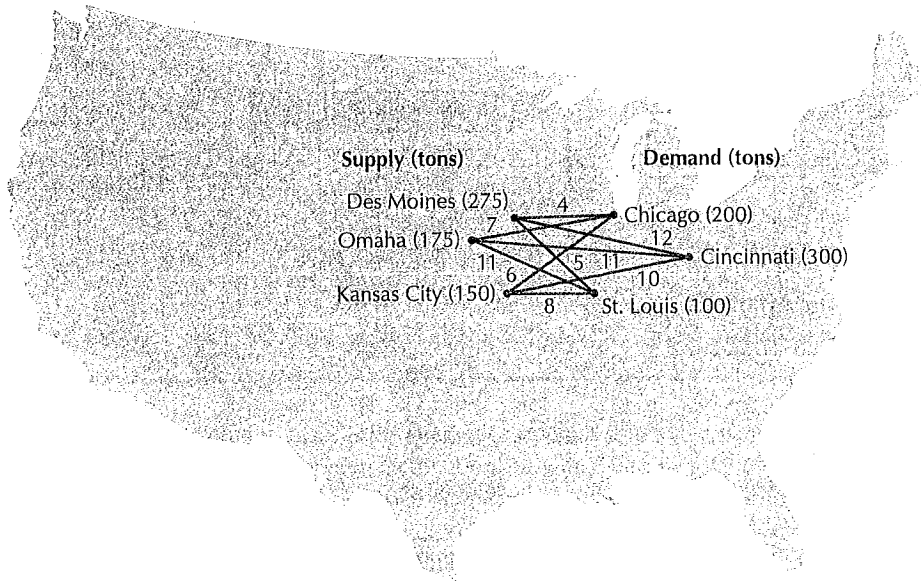 Supply (tons)
Demand (tons)
Des Moines (275)
4
Chicago (200)
7
12
Omaha (175)
Cincinnati (300)
11
5
11
6
10
Kansas City (150)
8
St. Louis (100)